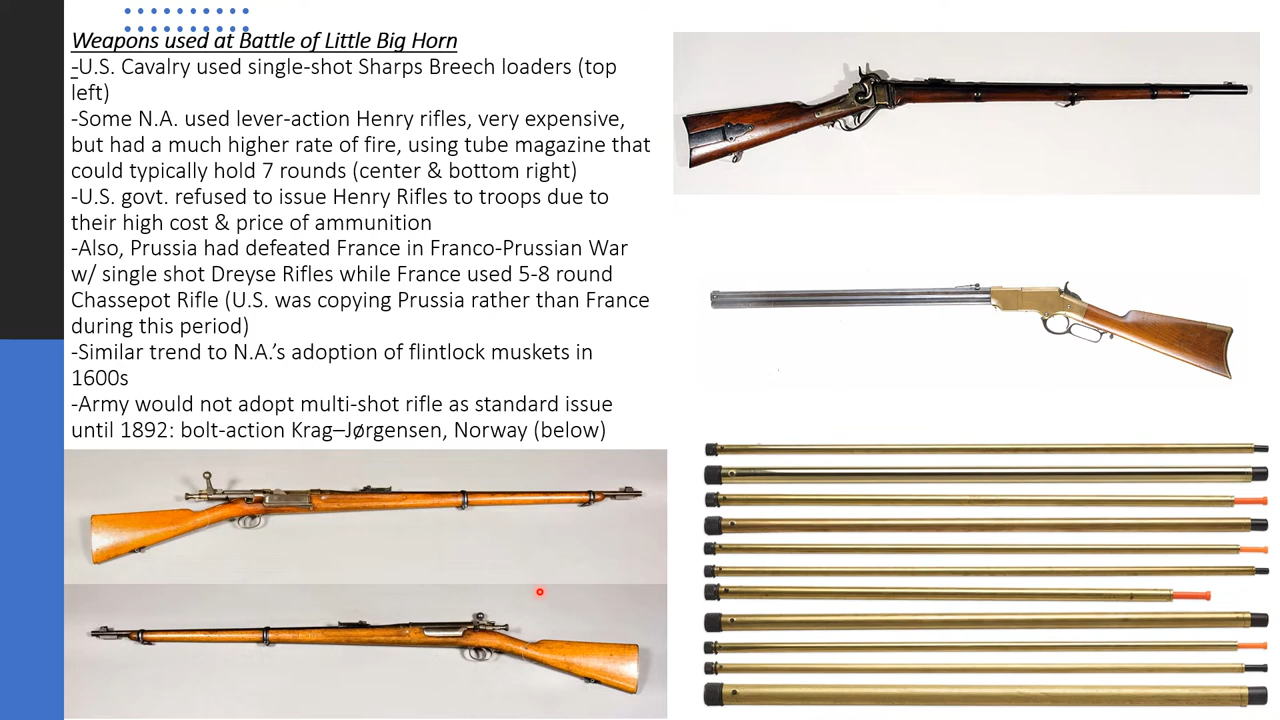 Weapons used at Battle of Little Big Horn
-U.S. Cavalry used single-shot Sharps Breech loaders (top
left)
-Some N.A. used lever-action Henry rifles, very expensive,
but had a much higher rate of fire, using tube magazine that
could typically hold 7 rounds (center & bottom right)
-U.S. govt. refused to issue Henry Rifles to troops due to
their high cost & price of ammunition
-Also, Prussia had defeated France in Franco-Prussian War
w/ single shot Dreyse Rifles while France used 5-8 round
Chassepot Rifle (U.S. was copying Prussia rather than France
during this period)
-Similar trend to N.A.’s adoption of flintlock muskets in
1600s
-Army would not adopt multi-shot rifle as standard issue
until 1892: bolt-action Krag–Jørgensen, Norway (below)